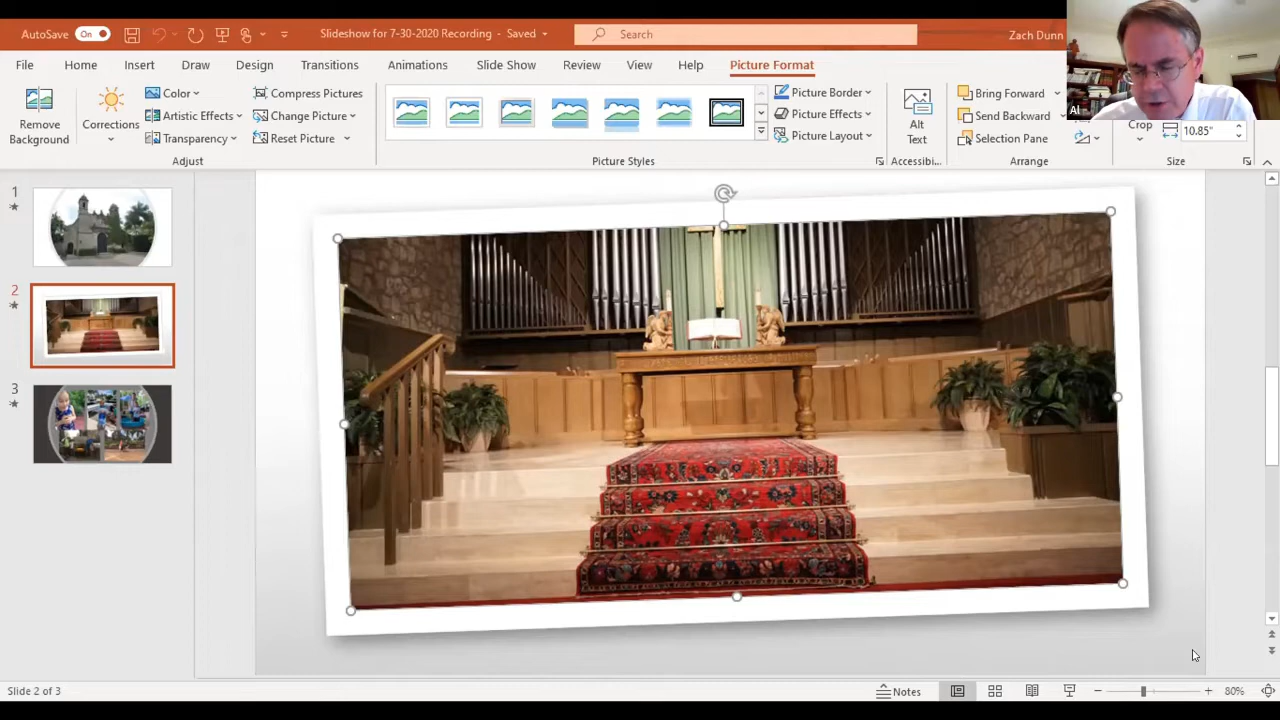 AutoSave On Slideshow for 7-30-2020 Recording - Saved Search Zach Dunn
File Home Insert Draw Design Transitions Animations Slide Show Review View Help Picture Format
Remove Background
Corrections
Color
Artistic Effects
Transparency
Compress Pictures
Change Picture
Reset Picture
Adjust
Picture Styles
Picture Border
Picture Effects
Picture Layout
Alt Text
Accessibi...
Bring Forward
Send Backward
Selection Pane
Arrange
Crop
10.85"
Size
Al
1
2
3
Slide 2 of 3 Notes 80%